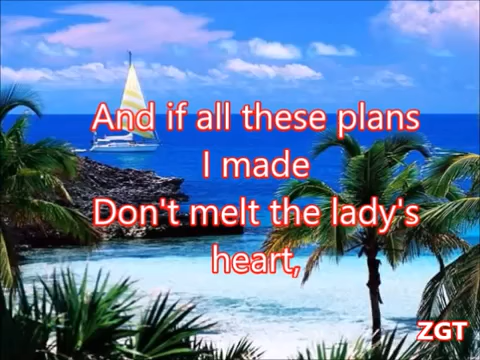 And if all these plans
I made
Don't melt the lady's
heart,
ZGT